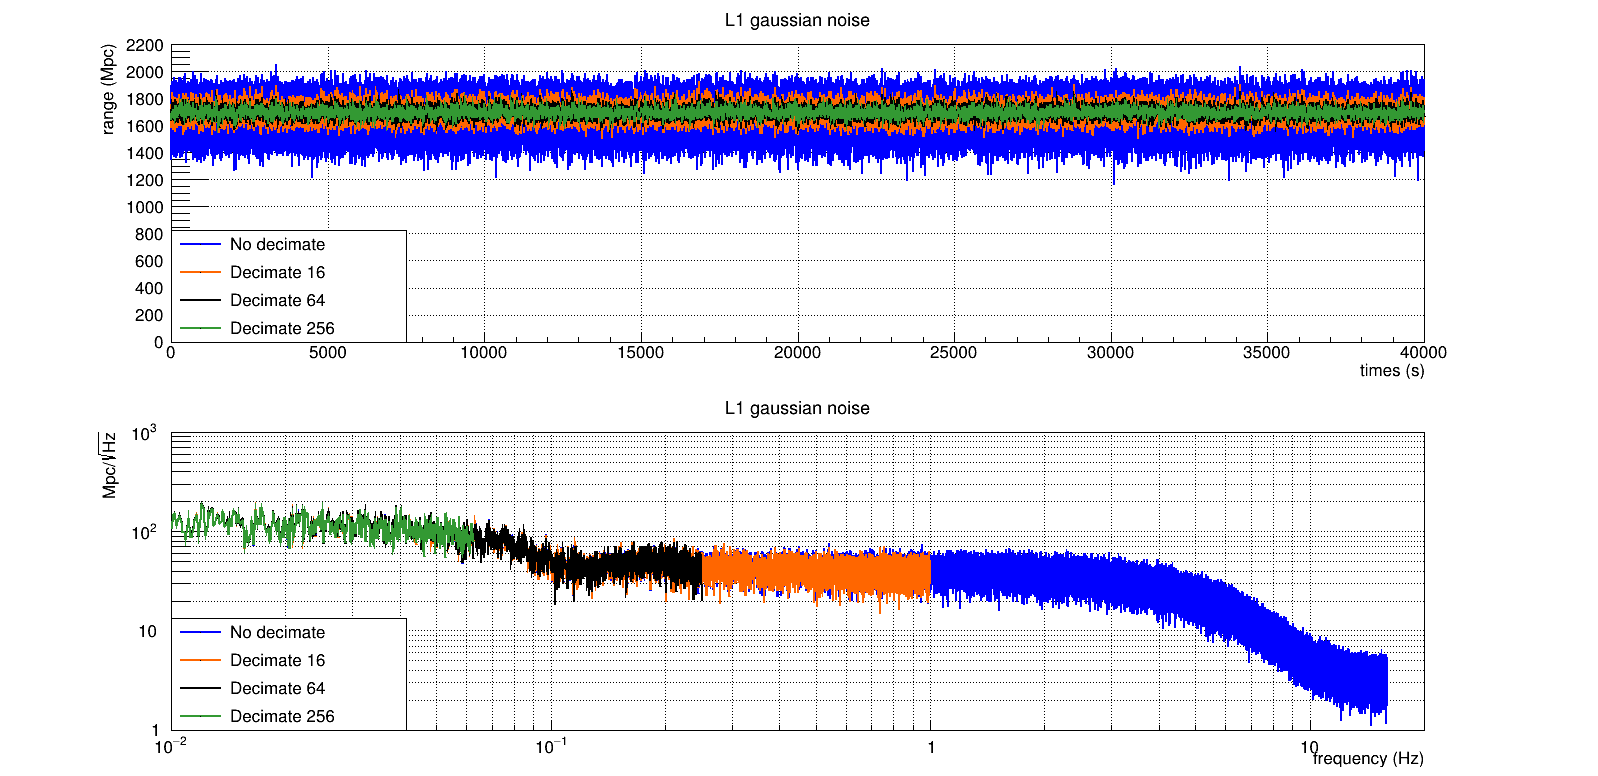 L1 gaussian noise
range (Mpc)
2200
2000
1800
1600
1400
1200
1000
800
600
400
200
0
No decimate
Decimate 16
Decimate 64
Decimate 256
0 5000 10000 15000 20000 25000 30000 35000 40000
times (s)
L1 gaussian noise
Mpc/√Hz
10³
10²
10
1
No decimate
Decimate 16
Decimate 64
Decimate 256
10⁻² 10⁻¹ 1 10
frequency (Hz)